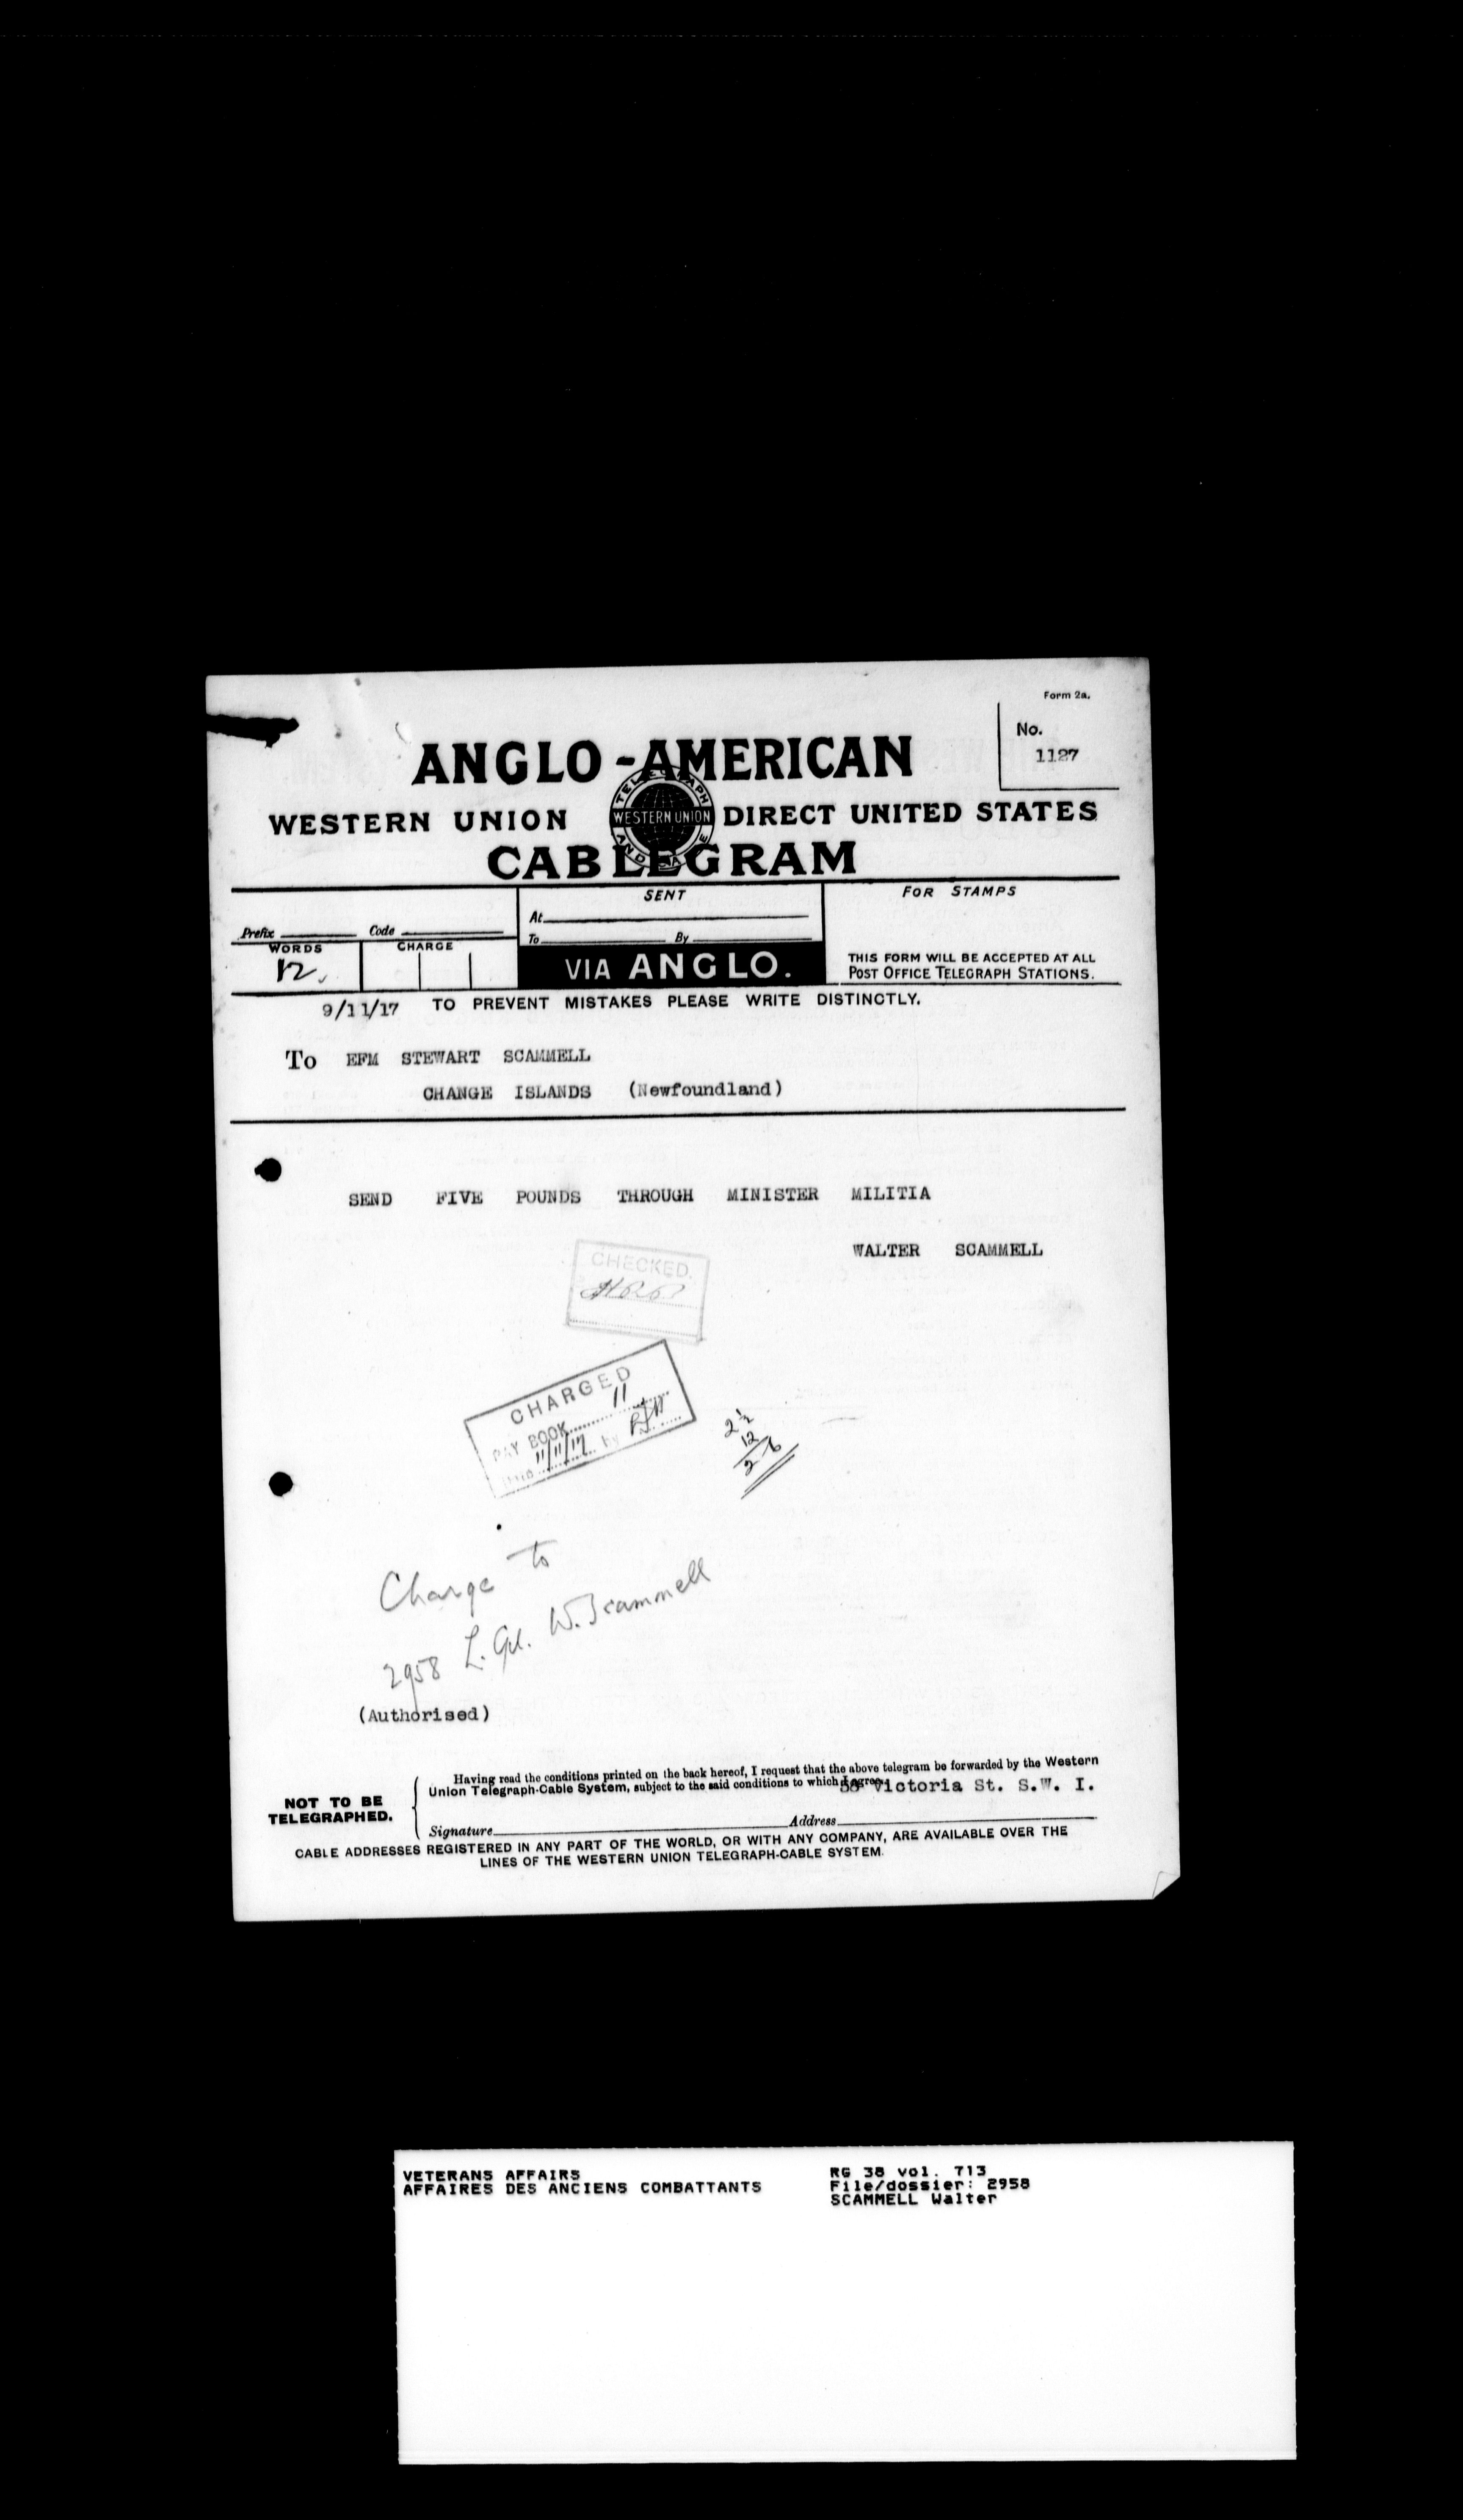 Form 2a.
No.
1127
ANGLO-AMERICAN
TELEGRAPH
WESTERN UNION WESTERN UNION DIRECT UNITED STATES
AND CABLE
CABLEGRAM
SENT
FOR STAMPS
At
Prefix Code
To By
WORDS CHARGE
12.
VIA ANGLO.
THIS FORM WILL BE ACCEPTED AT ALL
POST OFFICE TELEGRAPH STATIONS.
9/11/17 TO PREVENT MISTAKES PLEASE WRITE DISTINCTLY.
To EFM STEWART SCAMMELL
CHANGE ISLANDS (Newfoundland)
SEND FIVE POUNDS THROUGH MINISTER MILITIA
WALTER SCAMMELL
CHECKED.
CHARGED
PAY BOOK 11
11/11/17 by
2½
12
2 6
Charge to
2958 L. Cpl. W. Scammell
(Authorised)
Having read the conditions printed on the back hereof, I request that the above telegram be forwarded by the Western
Union Telegraph-Cable System, subject to the said conditions to which I agree.
58 Victoria St. S.W. I.
NOT TO BE
TELEGRAPHED.
Signature Address
CABLE ADDRESSES REGISTERED IN ANY PART OF THE WORLD, OR WITH ANY COMPANY, ARE AVAILABLE OVER THE
LINES OF THE WESTERN UNION TELEGRAPH-CABLE SYSTEM.
VETERANS AFFAIRS
AFFAIRES DES ANCIENS COMBATTANTS
RG 38 vol. 713
File/dossier: 2958
SCAMMELL Walter